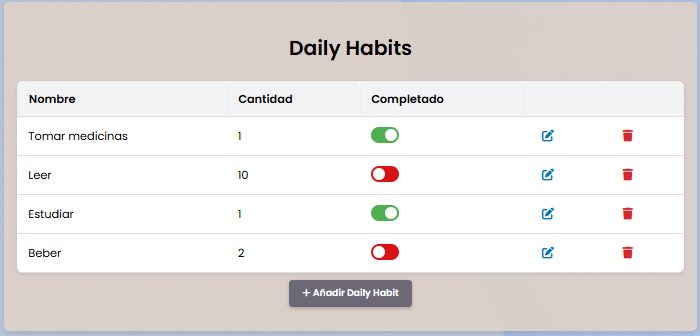 Daily Habits
Nombre Cantidad Completado
Tomar medicinas 1
Leer 10
Estudiar 1
Beber 2
+ Añadir Daily Habit